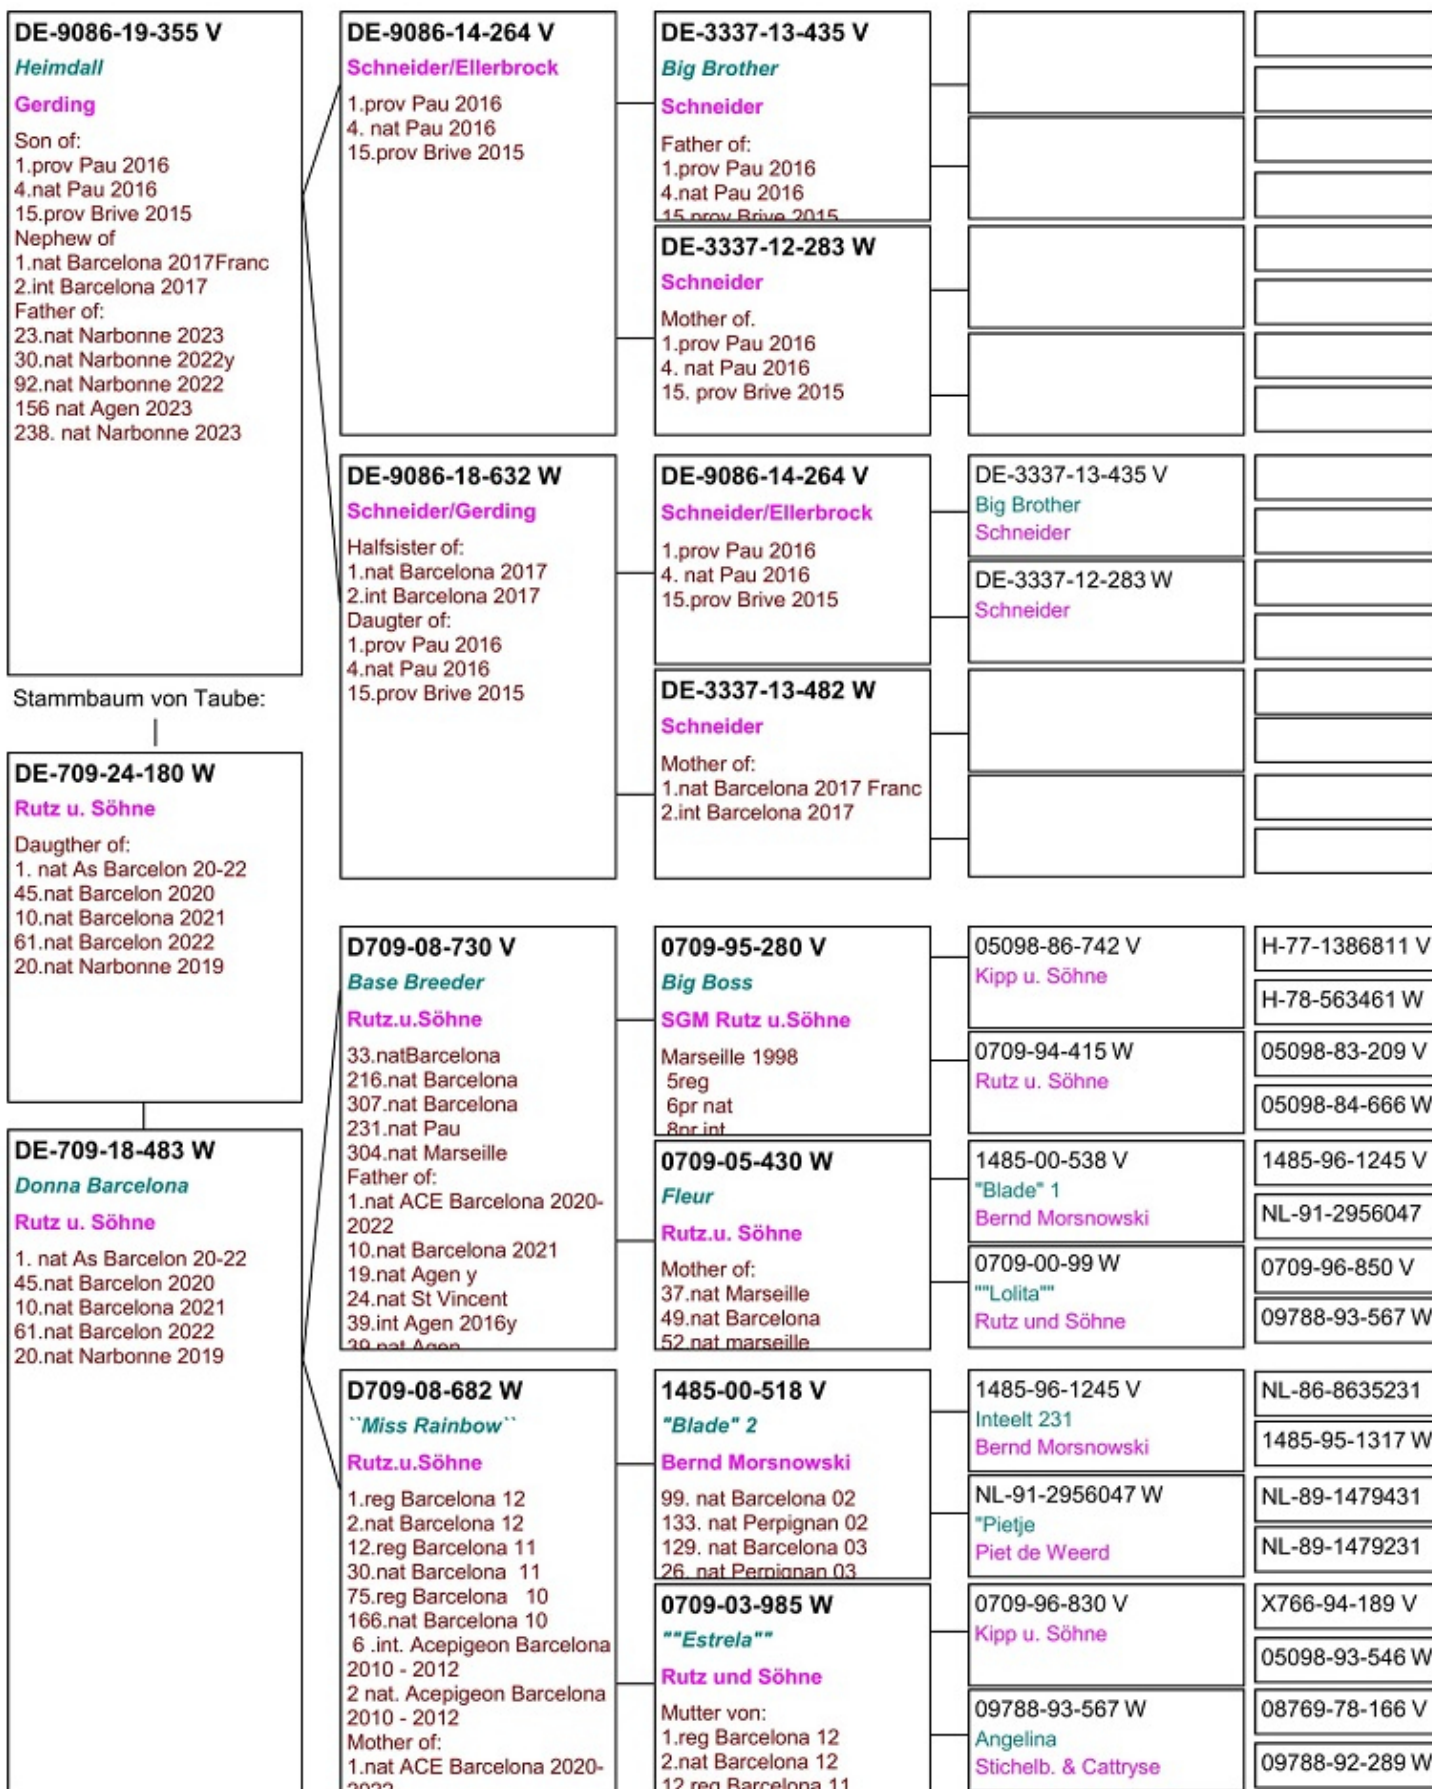 DE-9086-19-355 V
Heimdall
Gerding
Son of:
1.prov Pau 2016
4.nat Pau 2016
15.prov Brive 2015
Nephew of
1.nat Barcelona 2017Franc
2.int Barcelona 2017
Father of:
23.nat Narbonne 2023
30.nat Narbonne 2022y
92.nat Narbonne 2022
156 nat Agen 2023
238. nat Narbonne 2023
Stammbaum von Taube:
DE-709-24-180 W
Rutz u. Söhne
Daugther of:
1. nat As Barcelon 20-22
45.nat Barcelon 2020
10.nat Barcelona 2021
61.nat Barcelon 2022
20.nat Narbonne 2019
DE-709-18-483 W
Donna Barcelona
Rutz u. Söhne
1. nat As Barcelon 20-22
45.nat Barcelon 2020
10.nat Barcelona 2021
61.nat Barcelon 2022
20.nat Narbonne 2019
DE-9086-14-264 V
Schneider/Ellerbrock
1.prov Pau 2016
4. nat Pau 2016
15.prov Brive 2015
DE-9086-18-632 W
Schneider/Gerding
Halfsister of:
1.nat Barcelona 2017
2.int Barcelona 2017
Daugter of:
1.prov Pau 2016
4.nat Pau 2016
15.prov Brive 2015
D709-08-730 V
Base Breeder
Rutz.u.Söhne
33.natBarcelona
216.nat Barcelona
307.nat Barcelona
231.nat Pau
304.nat Marseille
Father of:
1.nat ACE Barcelona 2020-
2022
10.nat Barcelona 2021
19.nat Agen y
24.nat St Vincent
39.int Agen 2016y
39 nat Agen
D709-08-682 W
``Miss Rainbow``
Rutz.u.Söhne
1.reg Barcelona 12
2.nat Barcelona 12
12.reg Barcelona 11
30.nat Barcelona  11
75.reg Barcelona   10
166.nat Barcelona 10
6 .int. Acepigeon Barcelona
2010 - 2012
2 nat. Acepigeon Barcelona
2010 - 2012
Mother of:
1.nat ACE Barcelona 2020-
2022
DE-3337-13-435 V
Big Brother
Schneider
Father of:
1.prov Pau 2016
4.nat Pau 2016
15.prov Brive 2015
DE-3337-12-283 W
Schneider
Mother of.
1.prov Pau 2016
4. nat Pau 2016
15. prov Brive 2015
DE-9086-14-264 V
Schneider/Ellerbrock
1.prov Pau 2016
4. nat Pau 2016
15.prov Brive 2015
DE-3337-13-482 W
Schneider
Mother of:
1.nat Barcelona 2017 Franc
2.int Barcelona 2017
0709-95-280 V
Big Boss
SGM Rutz u.Söhne
Marseille 1998
5reg
6pr nat
8pr int
0709-05-430 W
Fleur
Rutz.u. Söhne
Mother of:
37.nat Marseille
49.nat Barcelona
52.nat marseille
1485-00-518 V
"Blade" 2
Bernd Morsnowski
99. nat Barcelona 02
133. nat Perpignan 02
129. nat Barcelona 03
26. nat Perpignan 03
0709-03-985 W
""Estrela""
Rutz und Söhne
Mutter von:
1.reg Barcelona 12
2.nat Barcelona 12
12.reg Barcelona 11
DE-3337-13-435 V
Big Brother
Schneider
DE-3337-12-283 W
Schneider
05098-86-742 V
Kipp u. Söhne
0709-94-415 W
Rutz u. Söhne
1485-00-538 V
"Blade" 1
Bernd Morsnowski
0709-00-99 W
""Lolita""
Rutz und Söhne
1485-96-1245 V
Inteelt 231
Bernd Morsnowski
NL-91-2956047 W
"Pietje
Piet de Weerd
0709-96-830 V
Kipp u. Söhne
09788-93-567 W
Angelina
Stichelb. & Cattryse
H-77-1386811 V
H-78-563461 W
05098-83-209 V
05098-84-666 W
1485-96-1245 V
NL-91-2956047
0709-96-850 V
09788-93-567 W
NL-86-8635231
1485-95-1317 W
NL-89-1479431
NL-89-1479231
X766-94-189 V
05098-93-546 W
08769-78-166 V
09788-92-289 W